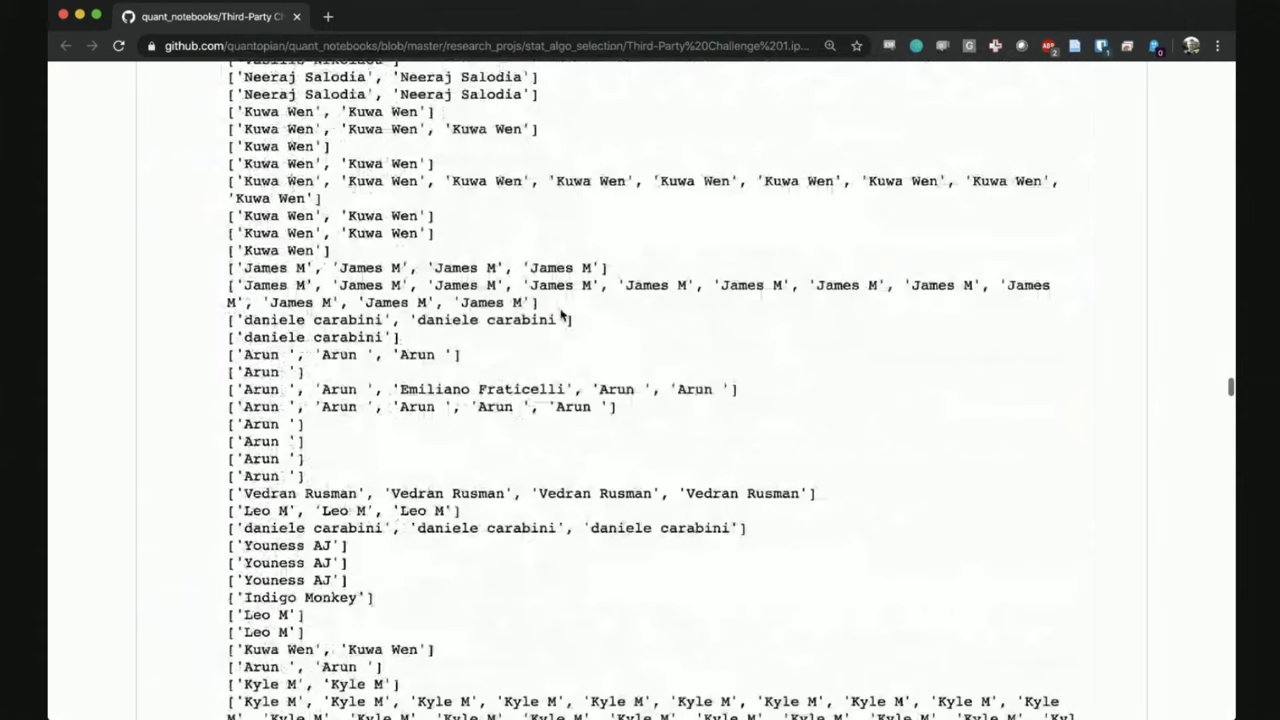 quant_notebooks/Third-Party Ch
github.com/quantopian/quant_notebooks/blob/master/research_projs/stat_algo_selection/Third-Party%20Challenge%201.ip...
['Neeraj Salodia', 'Neeraj Salodia']
['Neeraj Salodia', 'Neeraj Salodia']
['Kuwa Wen', 'Kuwa Wen']
['Kuwa Wen', 'Kuwa Wen', 'Kuwa Wen']
['Kuwa Wen']
['Kuwa Wen', 'Kuwa Wen']
['Kuwa Wen', 'Kuwa Wen', 'Kuwa Wen', 'Kuwa Wen', 'Kuwa Wen', 'Kuwa Wen', 'Kuwa Wen', 'Kuwa Wen',
'Kuwa Wen']
['Kuwa Wen', 'Kuwa Wen']
['Kuwa Wen', 'Kuwa Wen']
['Kuwa Wen']
['James M', 'James M', 'James M', 'James M']
['James M', 'James M', 'James M', 'James M', 'James M', 'James M', 'James M', 'James M', 'James
M', 'James M', 'James M', 'James M']
['daniele carabini', 'daniele carabini']
['daniele carabini']
['Arun ', 'Arun ', 'Arun ']
['Arun ']
['Arun ', 'Arun ', 'Emiliano Fraticelli', 'Arun ', 'Arun ']
['Arun ', 'Arun ', 'Arun ', 'Arun ', 'Arun ']
['Arun ']
['Arun ']
['Arun ']
['Arun ']
['Vedran Rusman', 'Vedran Rusman', 'Vedran Rusman', 'Vedran Rusman']
['Leo M', 'Leo M', 'Leo M']
['daniele carabini', 'daniele carabini', 'daniele carabini']
['Youness AJ']
['Youness AJ']
['Youness AJ']
['Indigo Monkey']
['Leo M']
['Leo M']
['Kuwa Wen', 'Kuwa Wen']
['Arun ', 'Arun ']
['Kyle M', 'Kyle M']
['Kyle M', 'Kyle M', 'Kyle M', 'Kyle M', 'Kyle M', 'Kyle M', 'Kyle M', 'Kyle M', 'Kyle M', 'Kyle